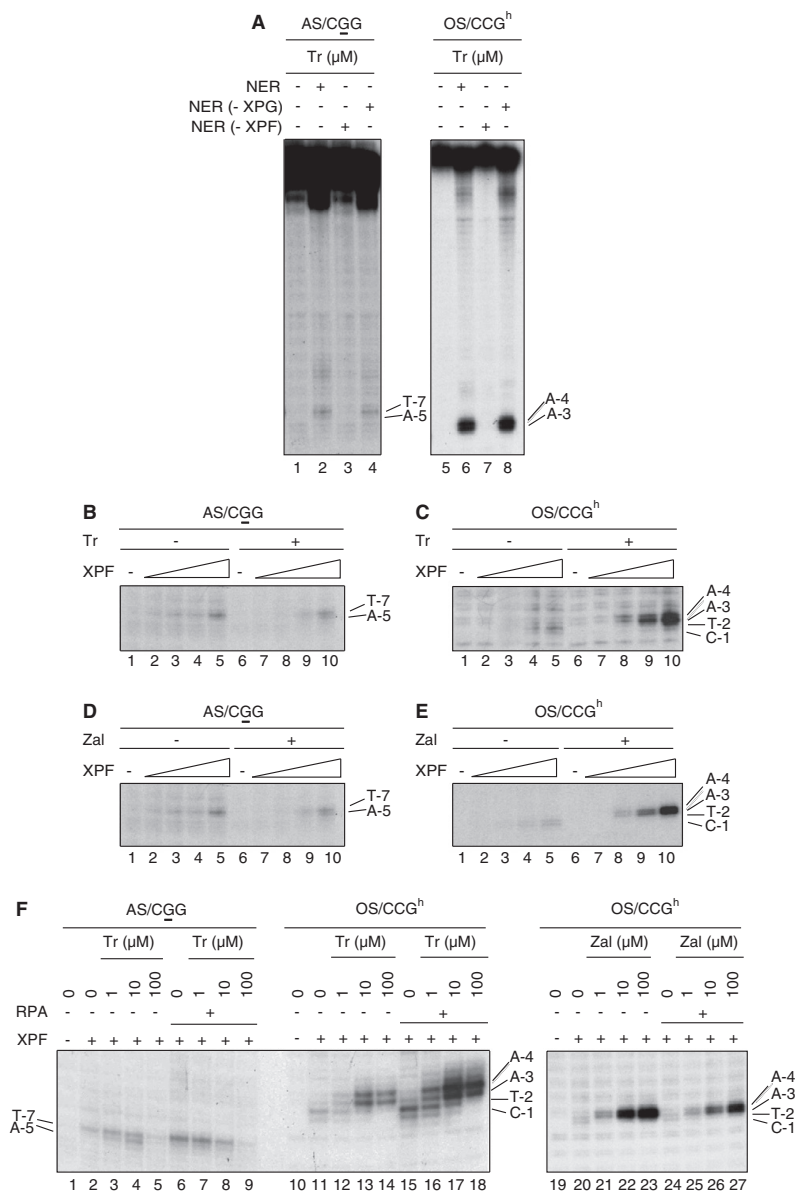 A AS/CGG OS/CCGʰ
Tr (µM) Tr (µM)
NER - + - - - + - -
NER (- XPG) - - - + - - - +
NER (- XPF) - - + - - - + -
T-7
A-5
A-4
A-3
1 2 3 4 5 6 7 8
B AS/CGG
Tr - +
XPF - -
T-7
A-5
1 2 3 4 5 6 7 8 9 10
C OS/CCGʰ
Tr - +
XPF - -
A-4
A-3
T-2
C-1
1 2 3 4 5 6 7 8 9 10
D AS/CGG
Zal - +
XPF - -
T-7
A-5
1 2 3 4 5 6 7 8 9 10
E OS/CCGʰ
Zal - +
XPF - -
A-4
A-3
T-2
C-1
1 2 3 4 5 6 7 8 9 10
F AS/CGG OS/CCGʰ OS/CCGʰ
Tr (µM) Tr (µM) Tr (µM) Tr (µM) Zal (µM) Zal (µM)
0 0 1 10 100 0 1 10 100 0 0 1 10 100 0 1 10 100 0 0 1 10 100 0 1 10 100
RPA - - - - - + - - - - - + - - - - - +
XPF - + + + + + + + + - + + + + + + + + - + + + + + + + +
T-7
A-5
A-4
A-3
T-2
C-1
A-4
A-3
T-2
C-1
1 2 3 4 5 6 7 8 9 10 11 12 13 14 15 16 17 18 19 20 21 22 23 24 25 26 27